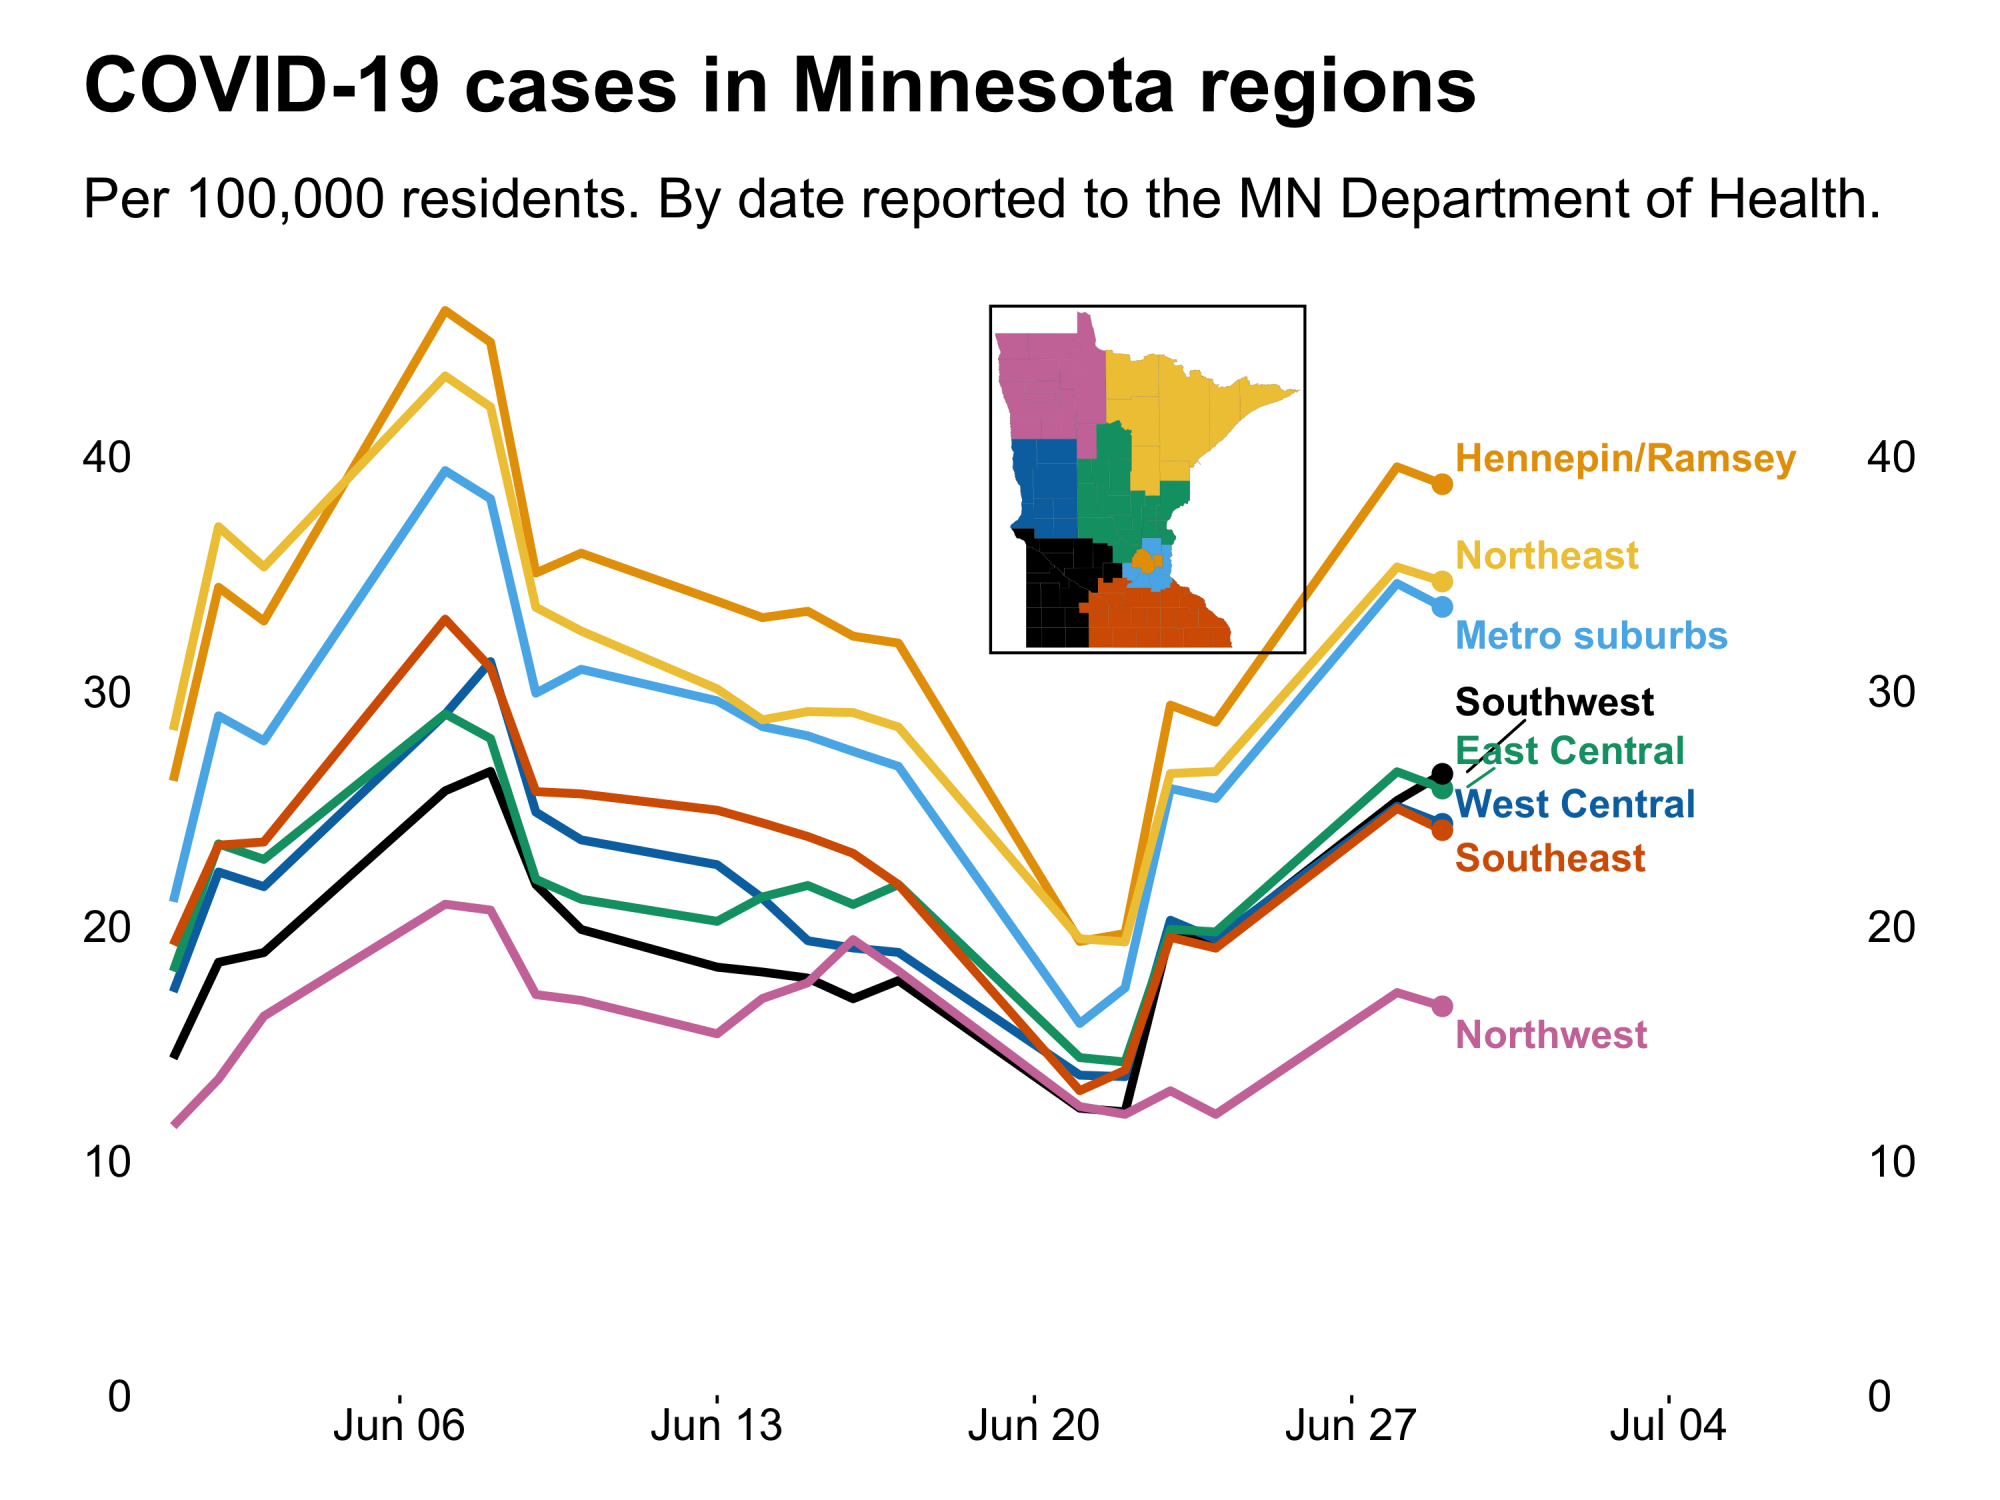 COVID-19 cases in Minnesota regions
Per 100,000 residents. By date reported to the MN Department of Health.
40
30
20
10
0
Hennepin/Ramsey
Northeast
Metro suburbs
Southwest
East Central
West Central
Southeast
Northwest
40
30
20
10
0
Jun 06 Jun 13 Jun 20 Jun 27 Jul 04